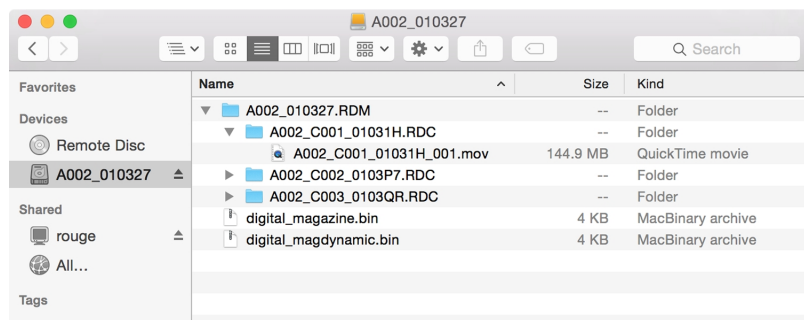 A002_010327
Search
Favorites
Devices
Remote Disc
A002_010327
Shared
rouge
All...
Tags
Name Size Kind
A002_010327.RDM -- Folder
A002_C001_01031H.RDC -- Folder
A002_C001_01031H_001.mov 144.9 MB QuickTime movie
A002_C002_0103P7.RDC -- Folder
A002_C003_0103QR.RDC -- Folder
digital_magazine.bin 4 KB MacBinary archive
digital_magdynamic.bin 4 KB MacBinary archive